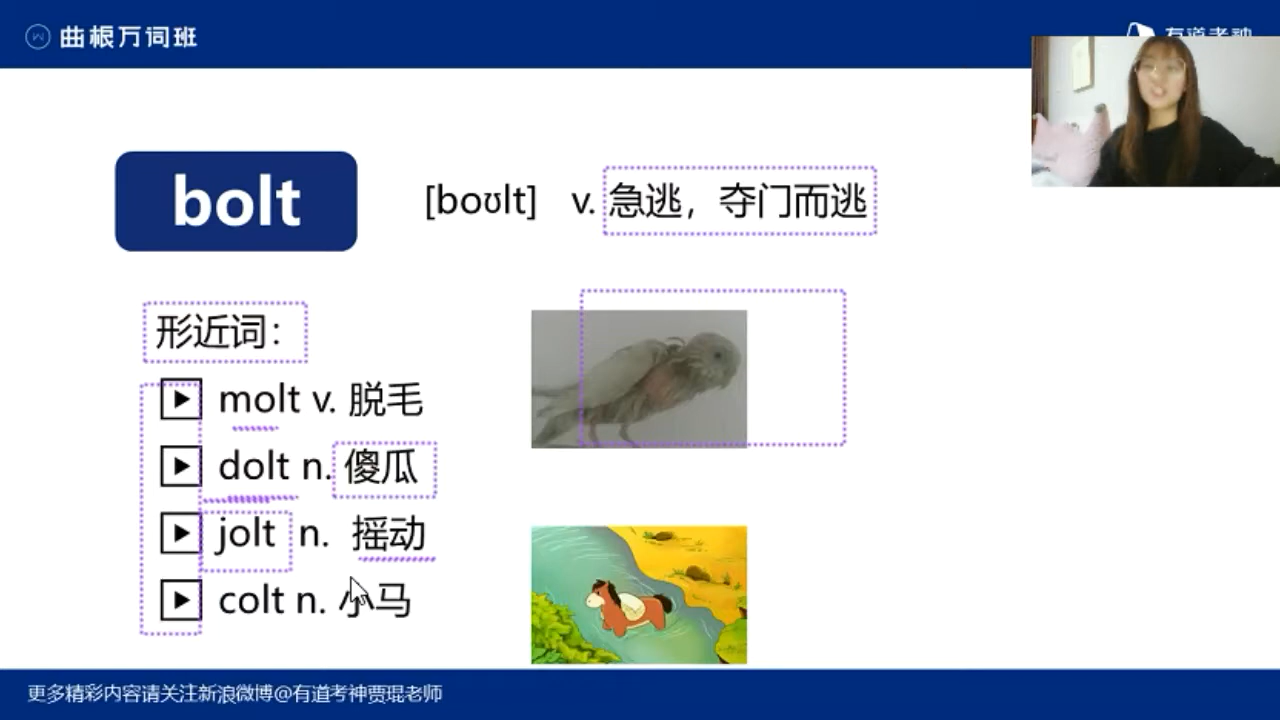 曲根万词班
有道考神
bolt
[boʊlt] v. 急逃，夺门而逃
形近词：
molt v. 脱毛
dolt n. 傻瓜
jolt n. 摇动
colt n. 小马
更多精彩内容请关注新浪微博@有道考神贾琨老师